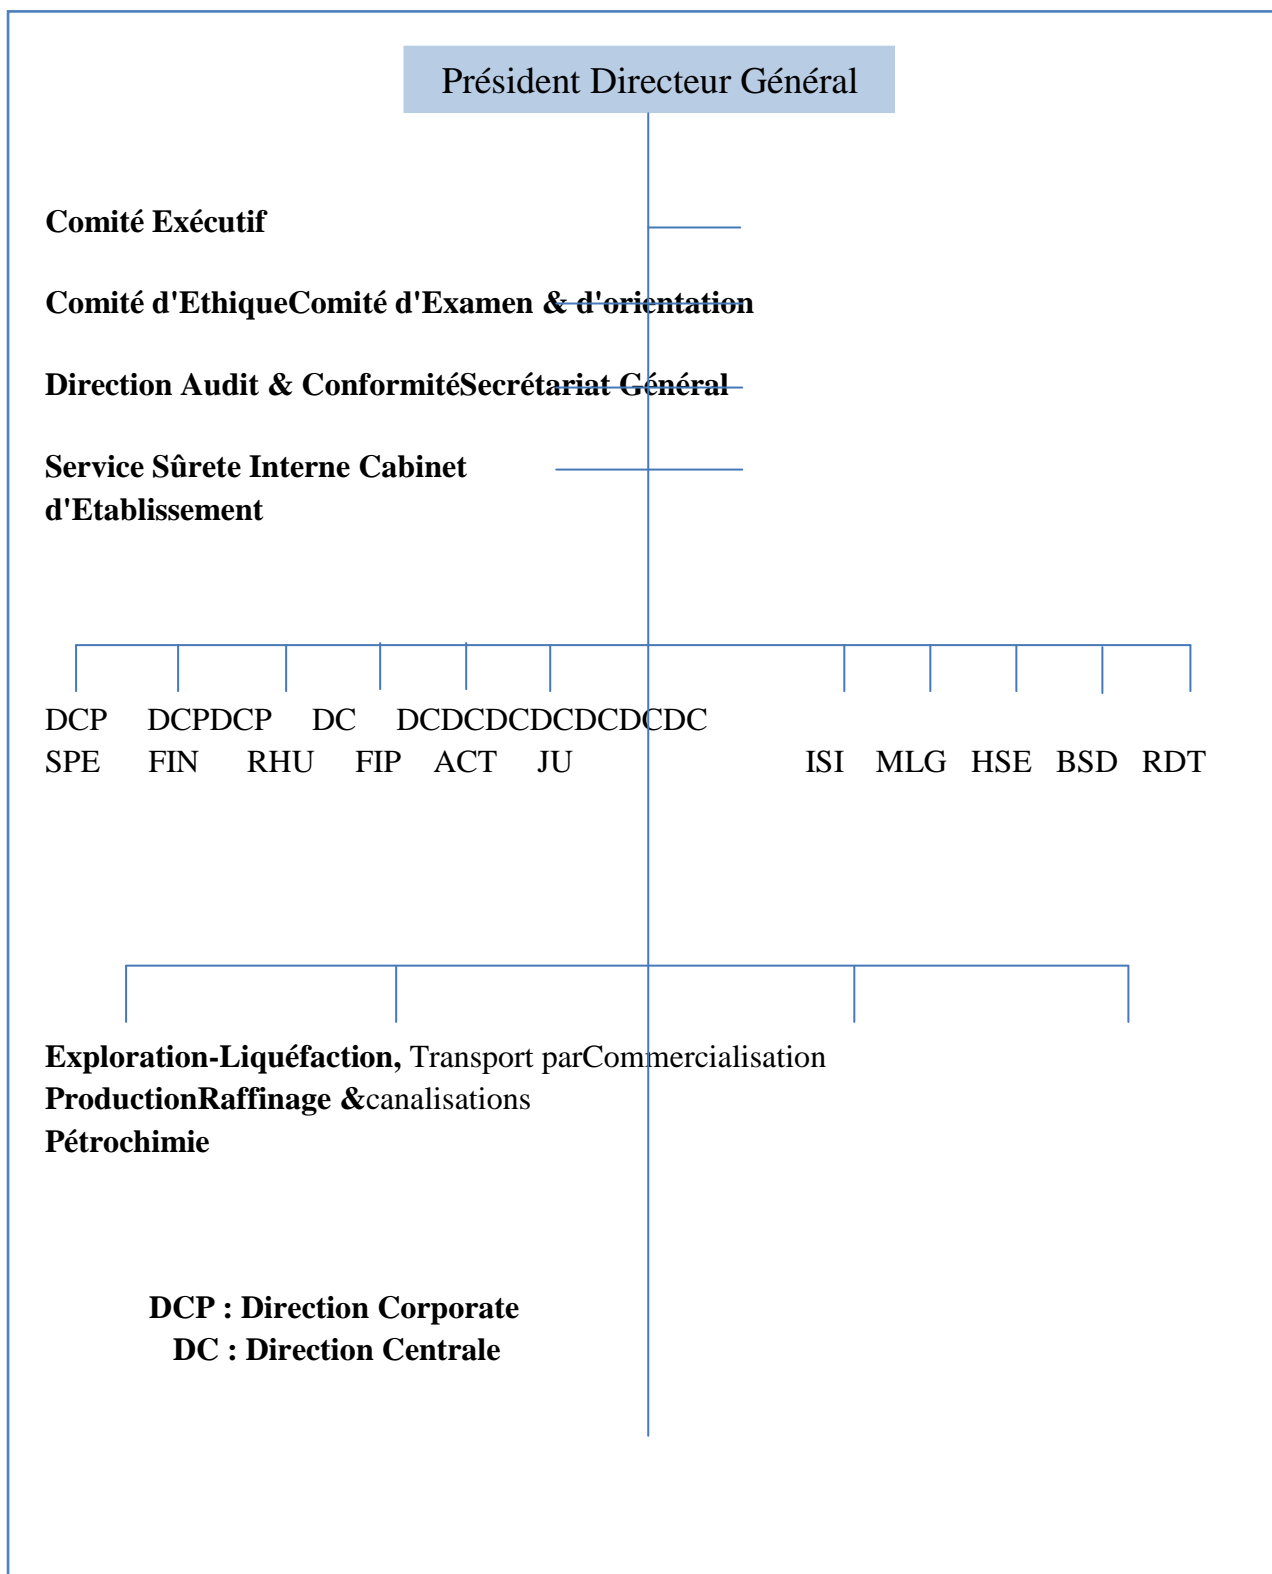 Président Directeur Général
Comité Exécutif
Comité d'EthiqueComité d'Examen & d'orientation
Direction Audit & ConformitéSecrétariat Général
Service Sûrete Interne Cabinet
d'Etablissement
DCP DCPDCP DC DCDCDCDCDCDCDC
SPE FIN RHU FIP ACT JU ISI MLG HSE BSD RDT
Exploration-Liquéfaction, Transport parCommercialisation
ProductionRaffinage &canalisations
Pétrochimie
DCP : Direction Corporate
DC : Direction Centrale